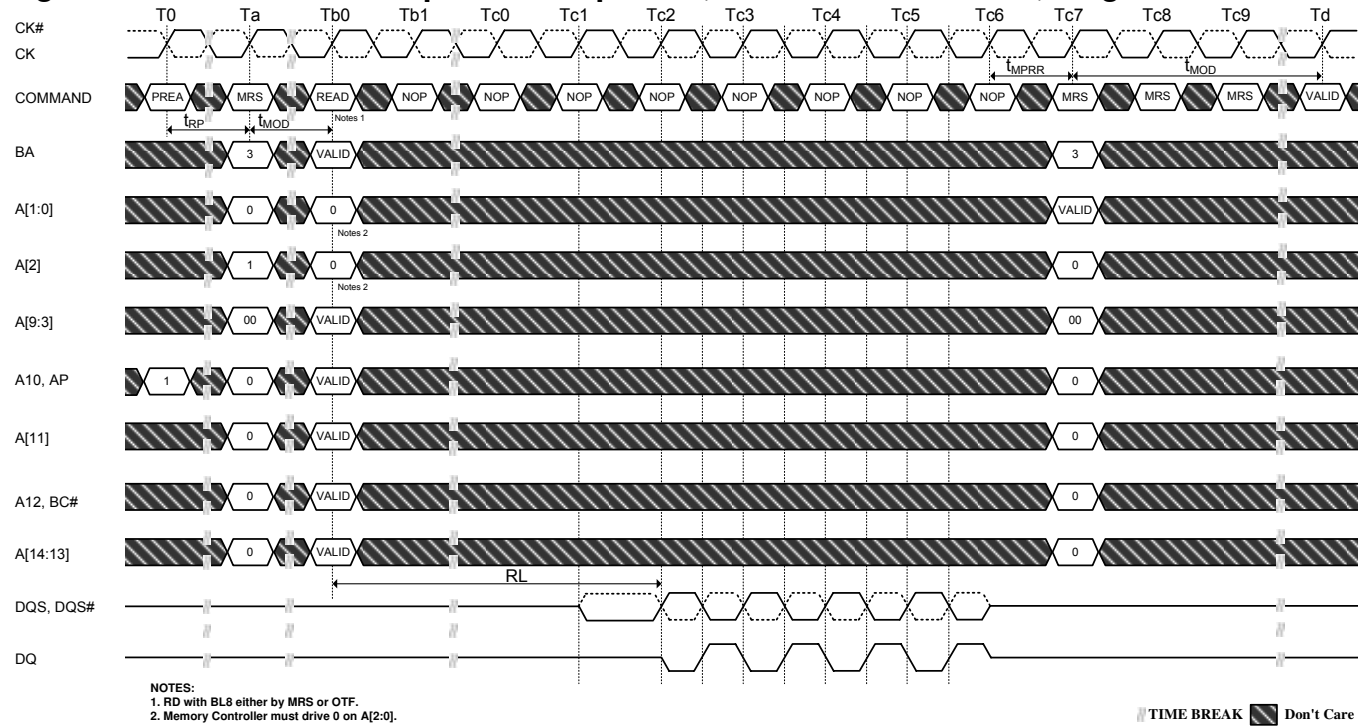 T0 Ta Tb0 Tb1 Tc0 Tc1 Tc2 Tc3 Tc4 Tc5 Tc6 Tc7 Tc8 Tc9 Td
CK#
CK
tMPRR tMOD
COMMAND PREA MRS READ NOP NOP NOP NOP NOP NOP NOP NOP MRS MRS MRS VALID
Notes 1
tRP tMOD
BA 3 VALID 3
A[1:0] 0 0 VALID
Notes 2
A[2] 1 0 0
Notes 2
A[9:3] 00 VALID 00
A10, AP 1 0 VALID 0
A[11] 0 VALID 0
A12, BC# 0 VALID 0
A[14:13] 0 VALID 0
RL
DQS, DQS#
DQ
NOTES:
1. RD with BL8 either by MRS or OTF.
2. Memory Controller must drive 0 on A[2:0].
TIME BREAK Don't Care